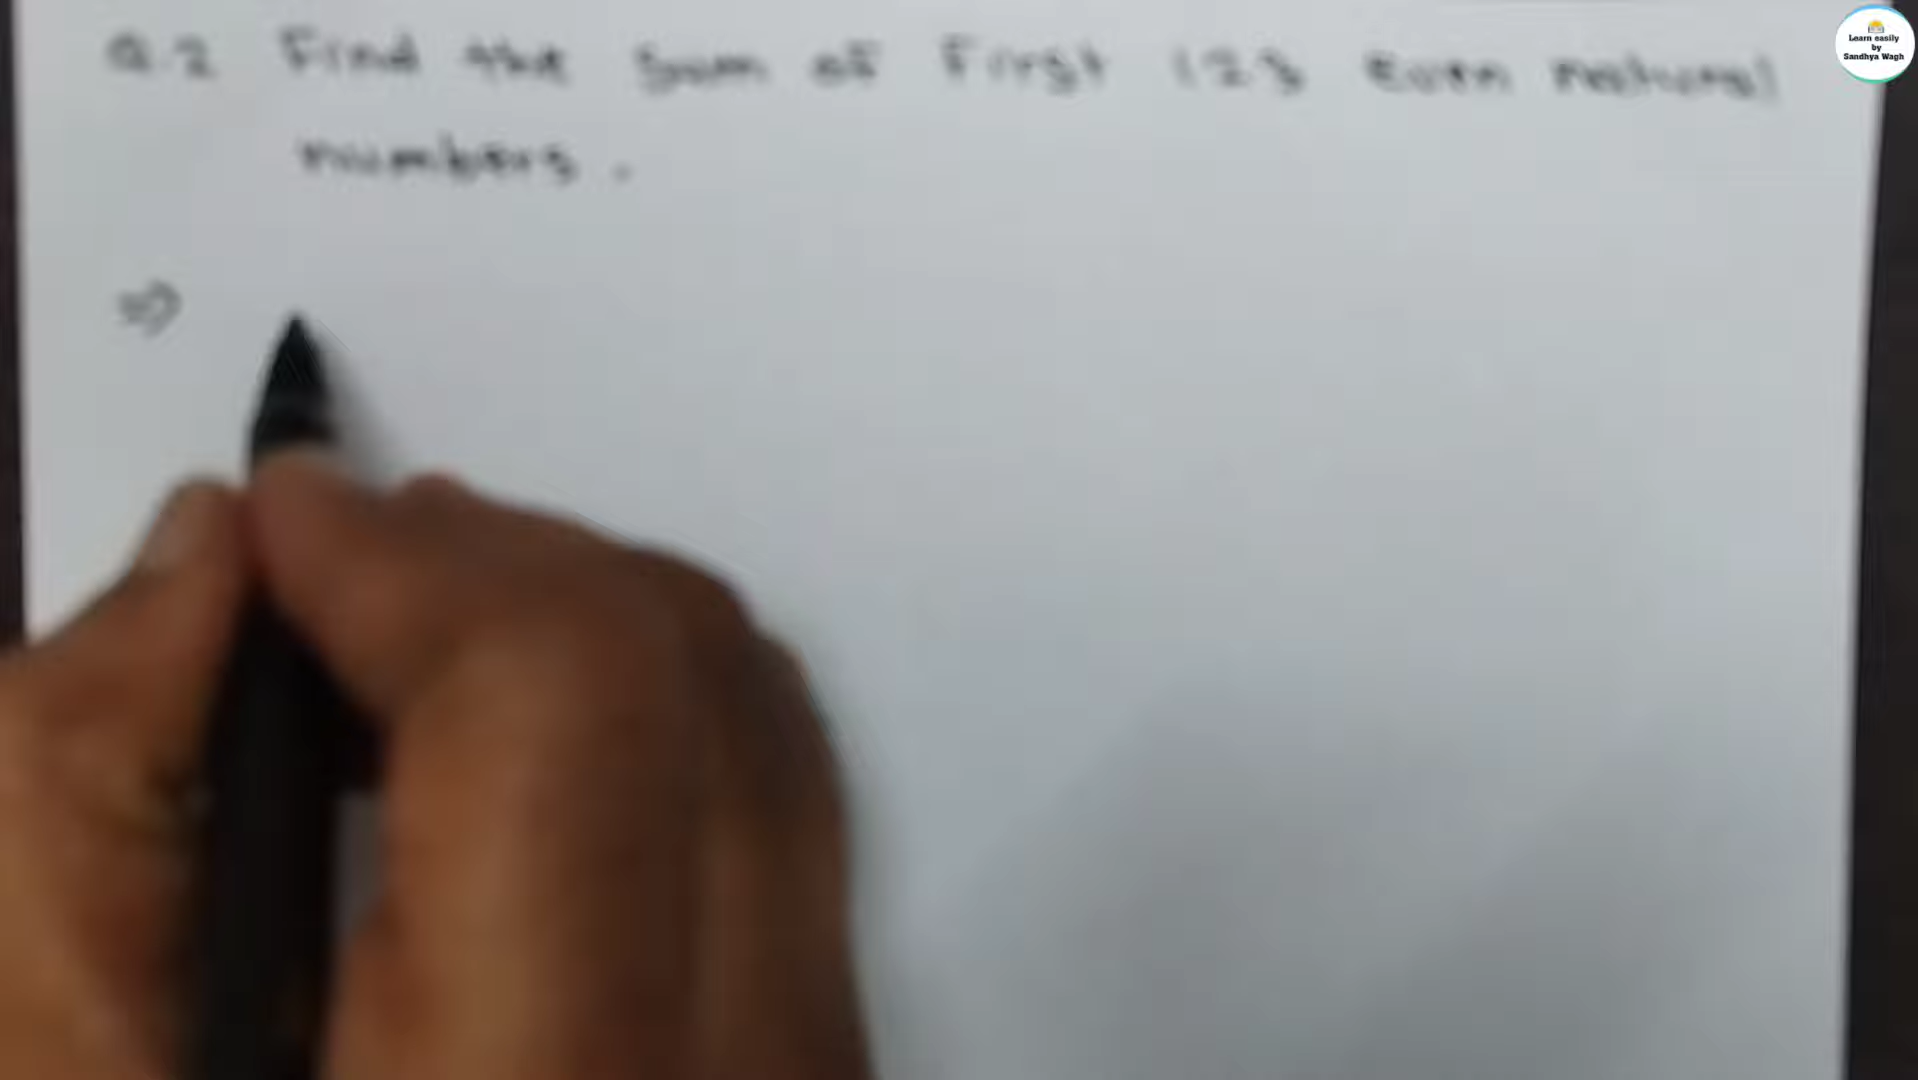 Q.2 Find the Sum of First 123 Even natural
numbers.
⇒
Learn easily
by
Sandhya Wagh